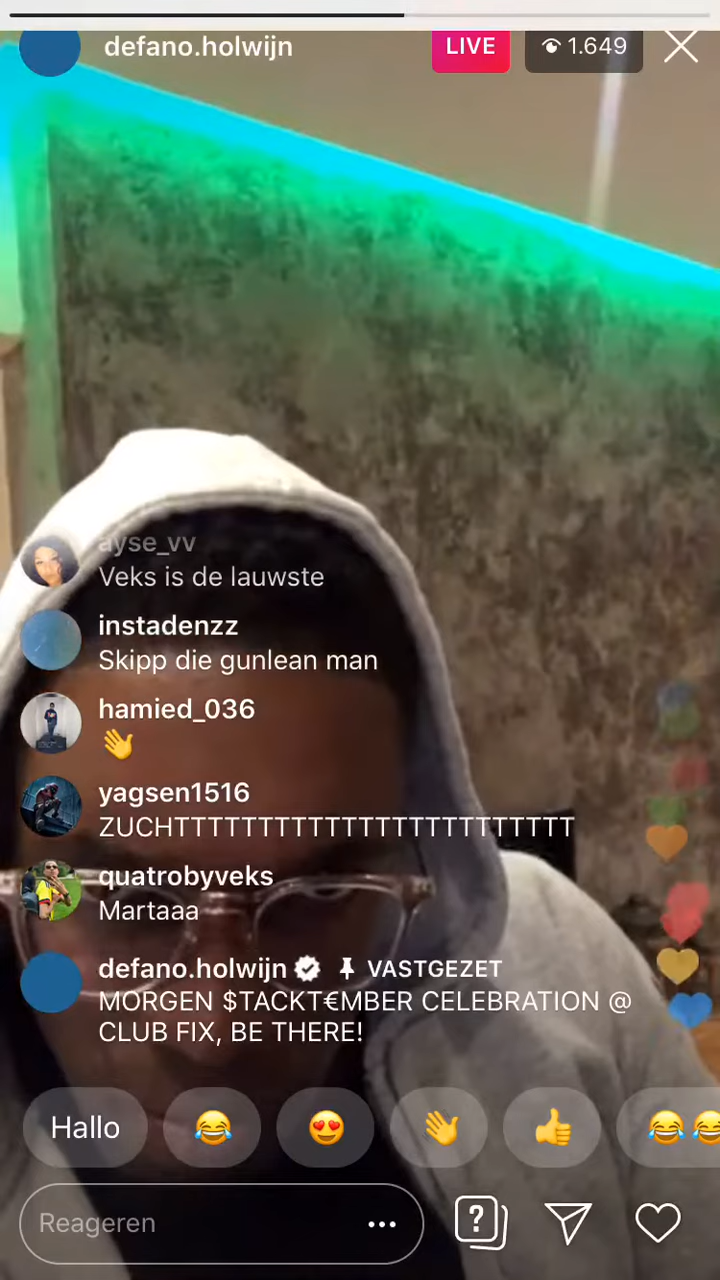 defano.holwijn
LIVE
1.649
ayse_vv
Veks is de lauwste
instadenzz
Skipp die gunlean man
hamied_036
👋
yagsen1516
ZUCHTTTTTTTTTTTTTTTTTTTTTTTTT
quatrobyveks
Martaaa
defano.holwijn VASTGEZET
MORGEN $TACKT€MBER CELEBRATION @
CLUB FIX, BE THERE!
Hallo 😂 😍 👋 👍 😂😂
Reageren